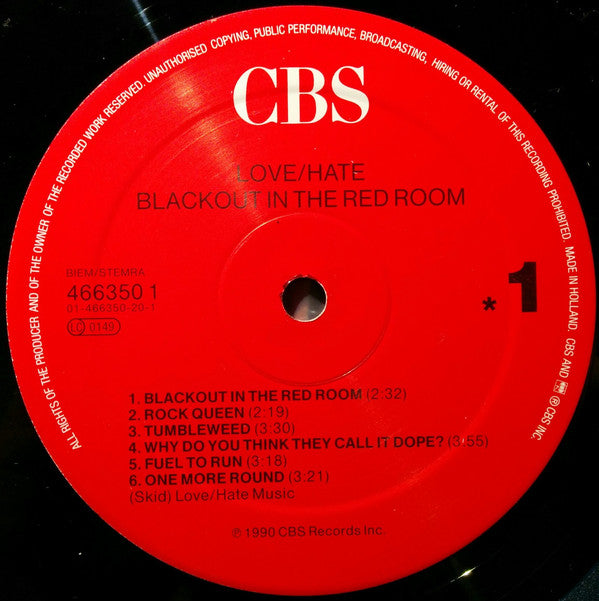 ALL RIGHTS OF THE PRODUCER AND OF THE OWNER OF THE RECORDED WORK RESERVED. UNAUTHORISED COPYING, PUBLIC PERFORMANCE, BROADCASTING, HIRING OR RENTAL OF THIS RECORDING PROHIBITED. MADE IN HOLLAND. CBS AND ℗ CBS INC.
CBS
LOVE/HATE
BLACKOUT IN THE RED ROOM
BIEM/STEMRA
466350 1
01-466350-20-1
LC 0149
* 1
1. BLACKOUT IN THE RED ROOM (2:32)
2. ROCK QUEEN (2:19)
3. TUMBLEWEED (3:30)
4. WHY DO YOU THINK THEY CALL IT DOPE? (3:55)
5. FUEL TO RUN (3:18)
6. ONE MORE ROUND (3:21)
(Skid) Love/Hate Music
℗ 1990 CBS Records Inc.